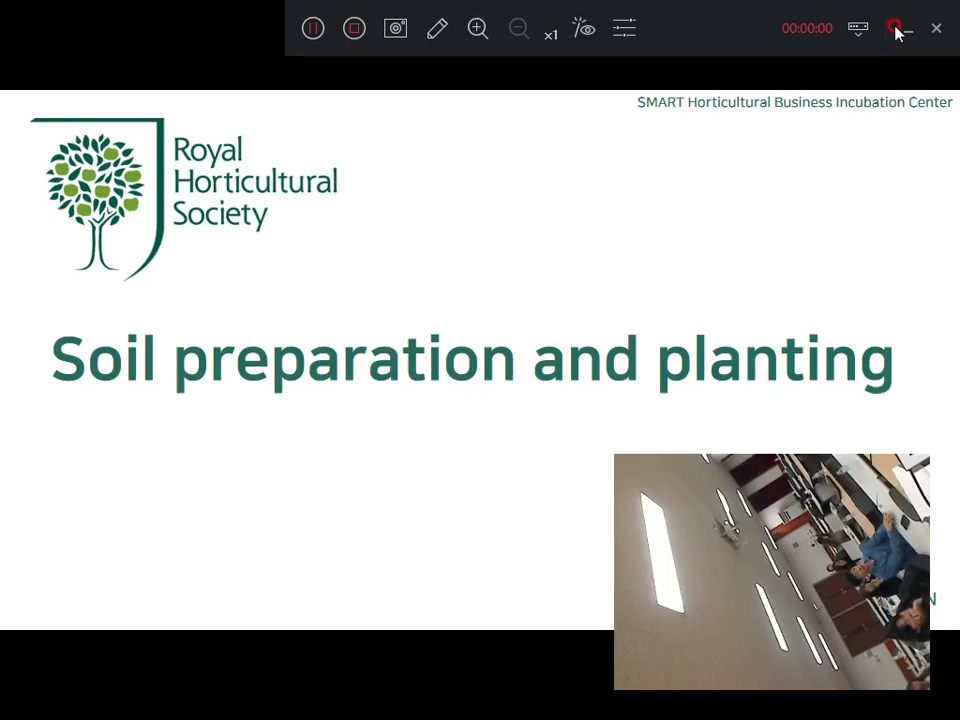 x1
00:00:00
SMART Horticultural Business Incubation Center
Royal
Horticultural
Society
Soil preparation and planting
N